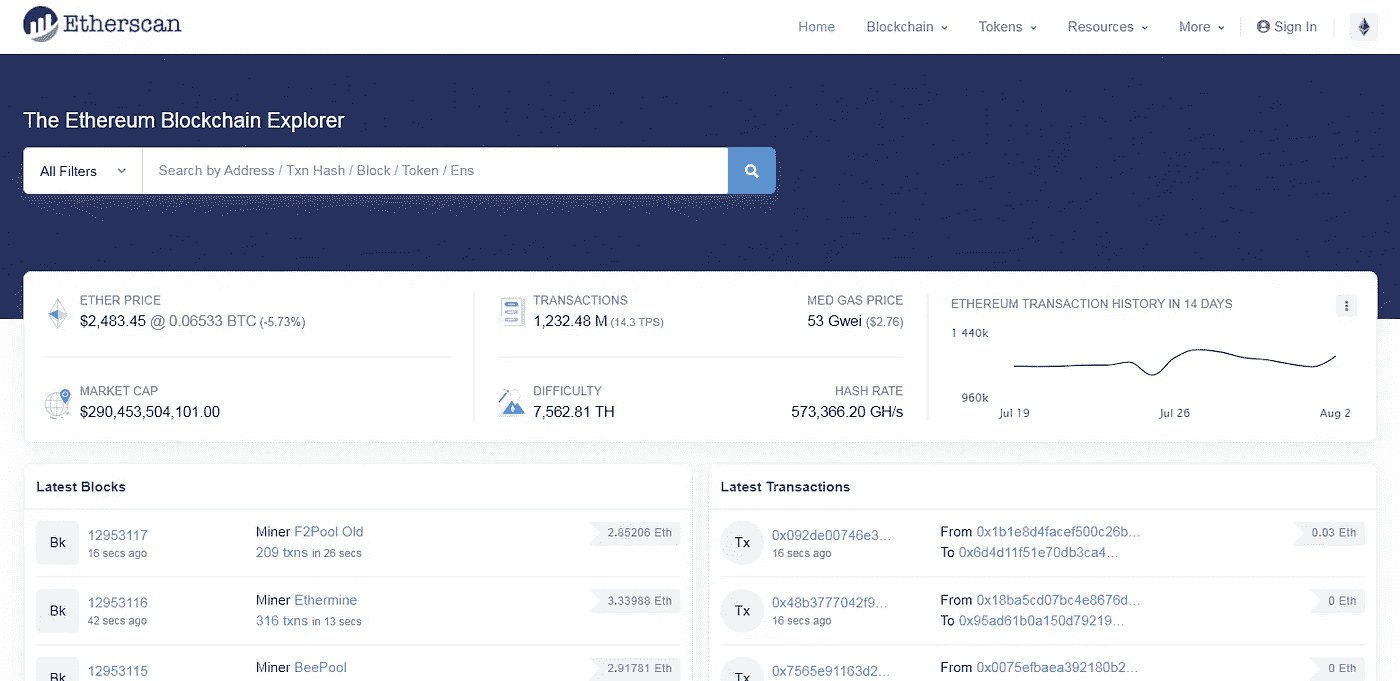 Etherscan
Home Blockchain Tokens Resources More Sign In
The Ethereum Blockchain Explorer
All Filters Search by Address / Txn Hash / Block / Token / Ens
ETHER PRICE
$2,483.45 @ 0.06533 BTC (-5.73%)
MARKET CAP
$290,453,504,101.00
TRANSACTIONS
1,232.48 M (14.3 TPS)
MED GAS PRICE
53 Gwei ($2.76)
DIFFICULTY
7,562.81 TH
HASH RATE
573,366.20 GH/s
ETHEREUM TRANSACTION HISTORY IN 14 DAYS
1 440k
960k
Jul 19 Jul 26 Aug 2
Latest Blocks
Bk 12953117 Miner F2Pool Old 2.85206 Eth
16 secs ago 209 txns in 26 secs
Bk 12953116 Miner Ethermine 3.33988 Eth
42 secs ago 316 txns in 13 secs
Bk 12953115 Miner BeePool 2.91781 Eth
Latest Transactions
Tx 0x092de00746e3... From 0x1b1e8d4facef500c26b... 0.03 Eth
16 secs ago To 0x6d4d11f51e70db3ca4...
Tx 0x48b3777042f9... From 0x18ba5cd07bc4e8676d... 0 Eth
16 secs ago To 0x95ad61b0a150d79219...
Tx 0x7565e91163d2... From 0x0075efbaea392180b2... 0 Eth